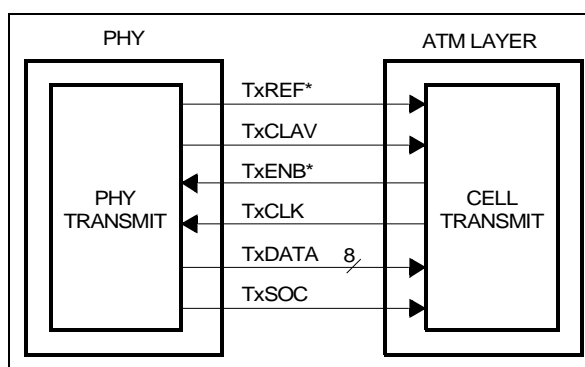 PHY
ATM LAYER
TxREF*
TxCLAV
TxENB*
TxCLK
TxDATA 8
TxSOC
PHY
TRANSMIT
CELL
TRANSMIT